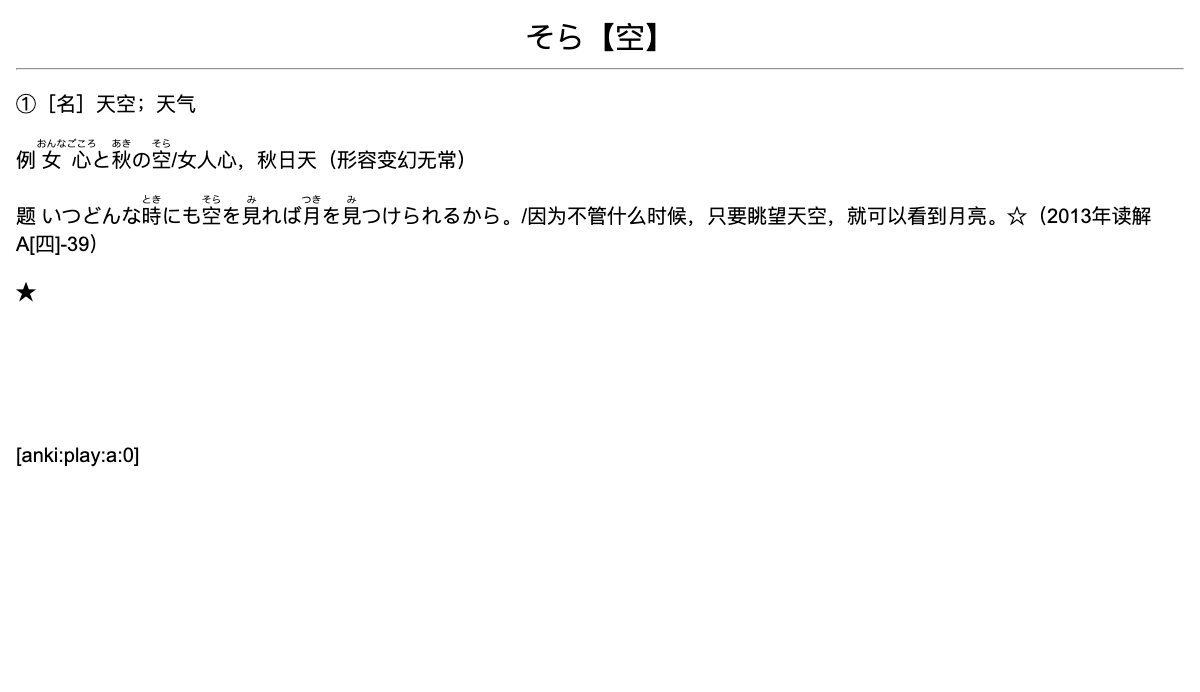 そら【空】
①［名］天空；天气
おんなごころ あき そら
例 女心と秋の空/女人心，秋日天（形容变幻无常）
とき そら み つき み
题 いつどんな時にも空を見れば月を見つけられるから。/因为不管什么时候，只要眺望天空，就可以看到月亮。☆（2013年读解
A[四]-39）
★
[anki:play:a:0]